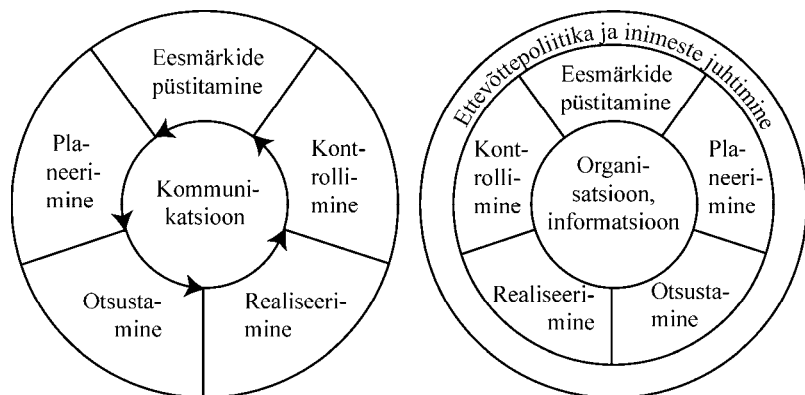 Eesmärkide
püstitamine
Pla-
neeri-
mine
Kont-
rolli-
mine
Kommuni-
katsioon
Otsusta-
mine
Realiseeri-
mine
Ettevõttepoliitika ja inimeste juhtimine
Eesmärkide
püstitamine
Kont-
rolli-
mine
Pla-
neeri-
mine
Organi-
satsioon,
informatsioon
Realiseeri-
mine
Otsusta-
mine